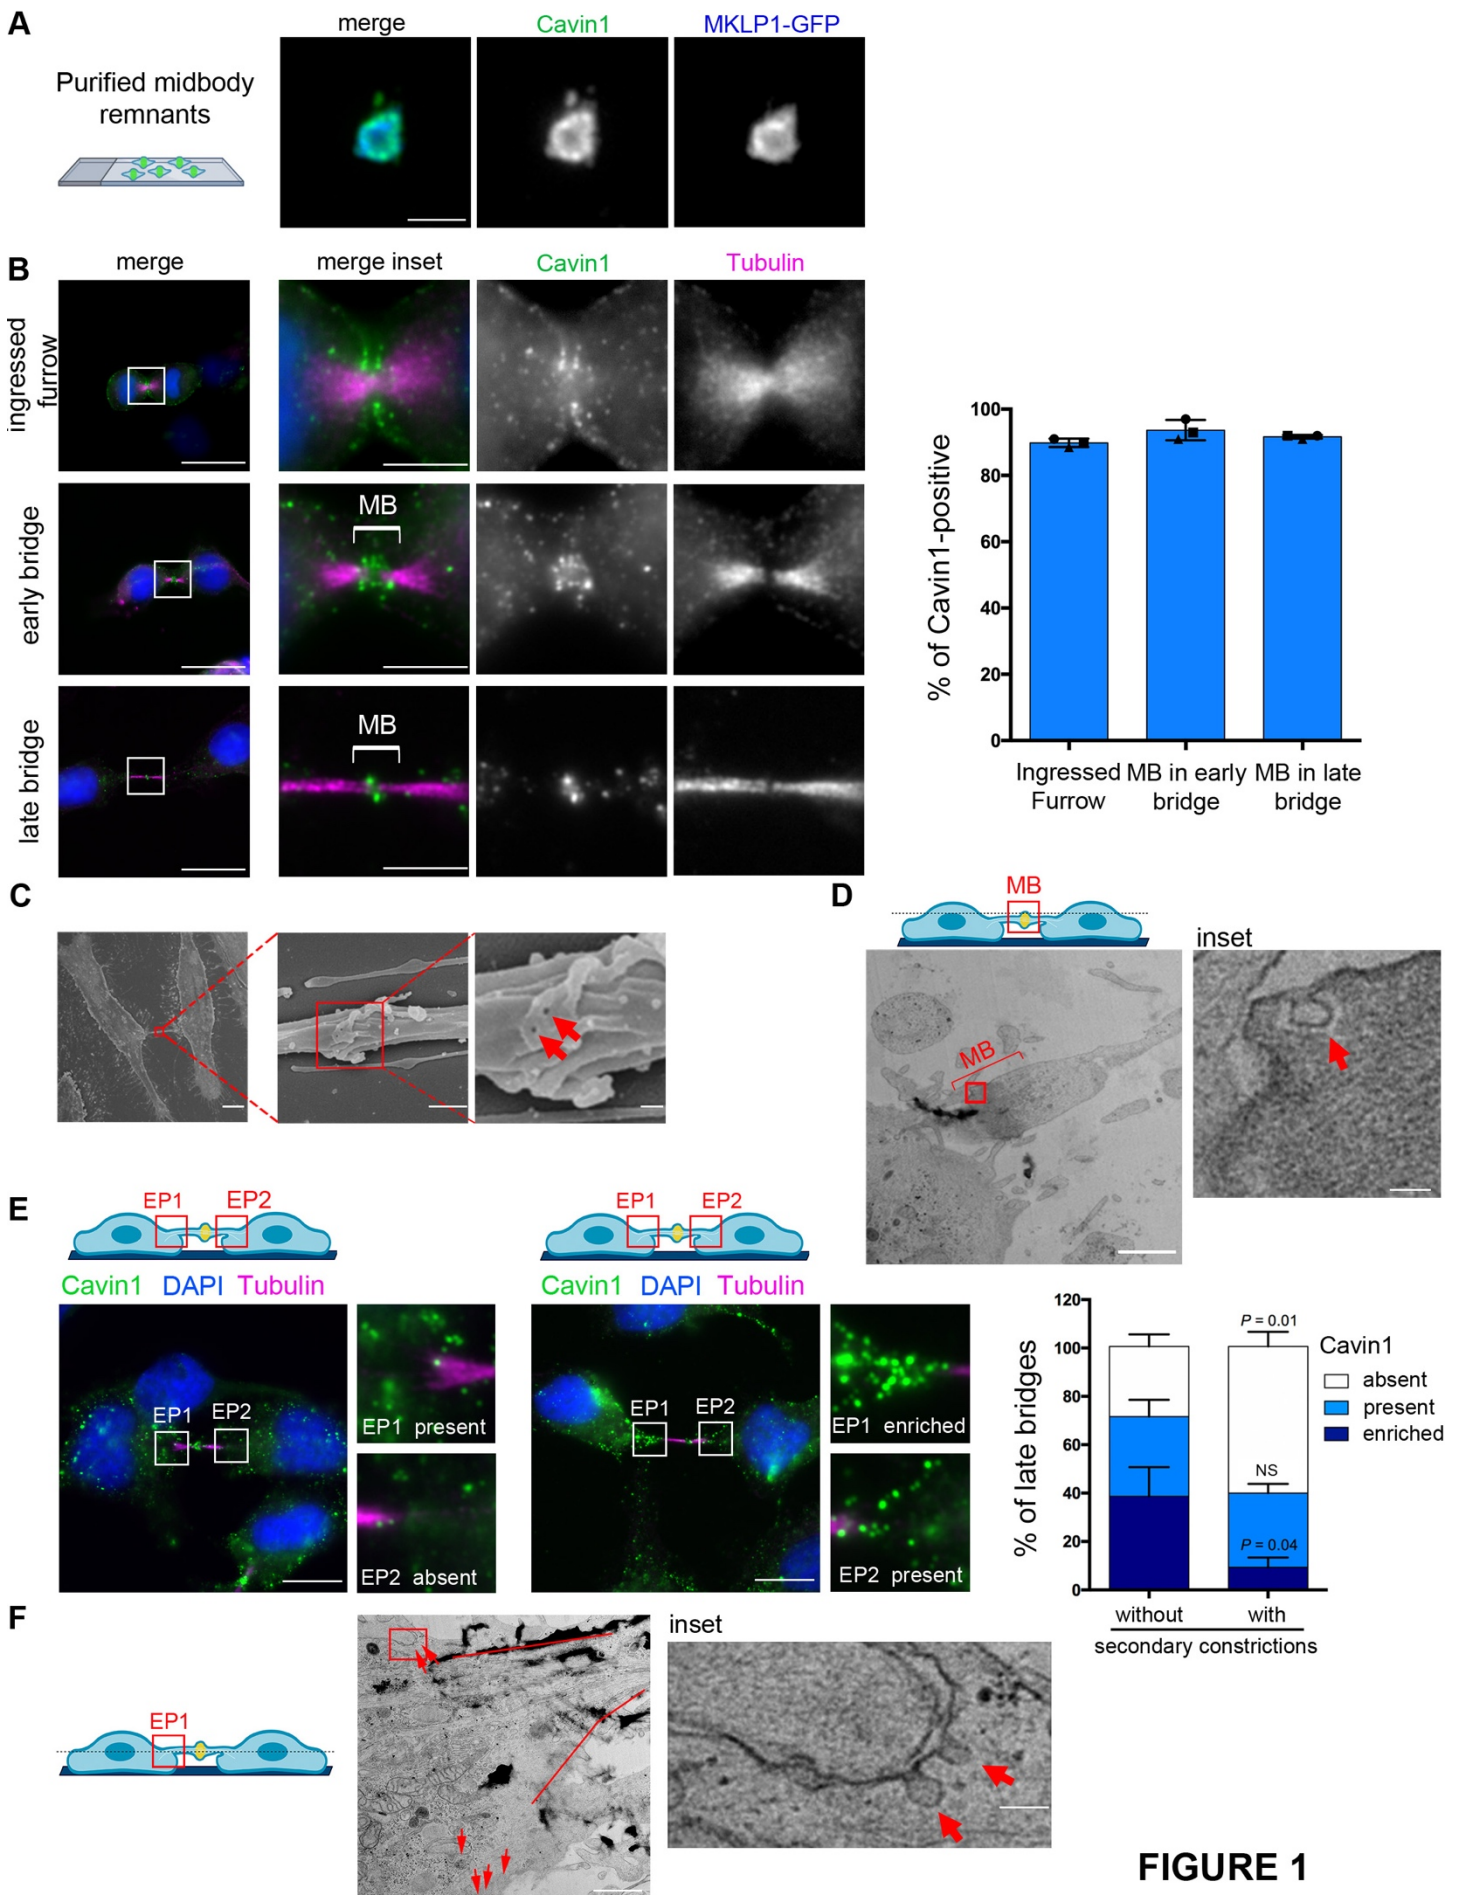 A
merge
Cavin1
MKLP1-GFP
Purified midbody
remnants
B
merge
merge inset
Cavin1
Tubulin
ingressed
furrow
early bridge
MB
late bridge
MB
% of Cavin1-positive
100
80
60
40
20
0
Ingressed
Furrow
MB in early
bridge
MB in late
bridge
C
D
MB
inset
MB
E
EP1
EP2
EP1
EP2
Cavin1 DAPI Tubulin
Cavin1 DAPI Tubulin
EP1
EP2
EP1 present
EP2 absent
EP1
EP2
EP1 enriched
EP2 present
% of late bridges
120
100
80
60
40
20
0
P = 0.01
NS
P = 0.04
Cavin1
absent
present
enriched
without
with
secondary constrictions
F
EP1
inset
FIGURE 1